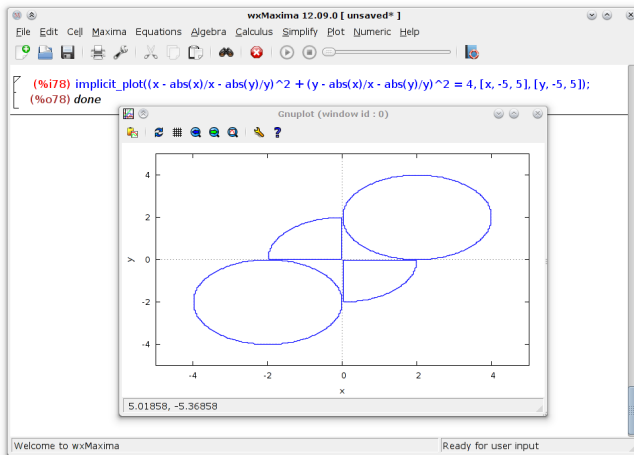 wxMaxima 12.09.0 [ unsaved* ]
File Edit Cell Maxima Equations Algebra Calculus Simplify Plot Numeric Help
(%i78) implicit_plot((x - abs(x)/x - abs(y)/y)^2 + (y - abs(x)/x - abs(y)/y)^2 = 4, [x, -5, 5], [y, -5, 5]);
(%o78) done
Gnuplot (window id : 0)
4
2
0
-2
-4
y
-4 -2 0 2 4
x
5.01858, -5.36858
Welcome to wxMaxima Ready for user input